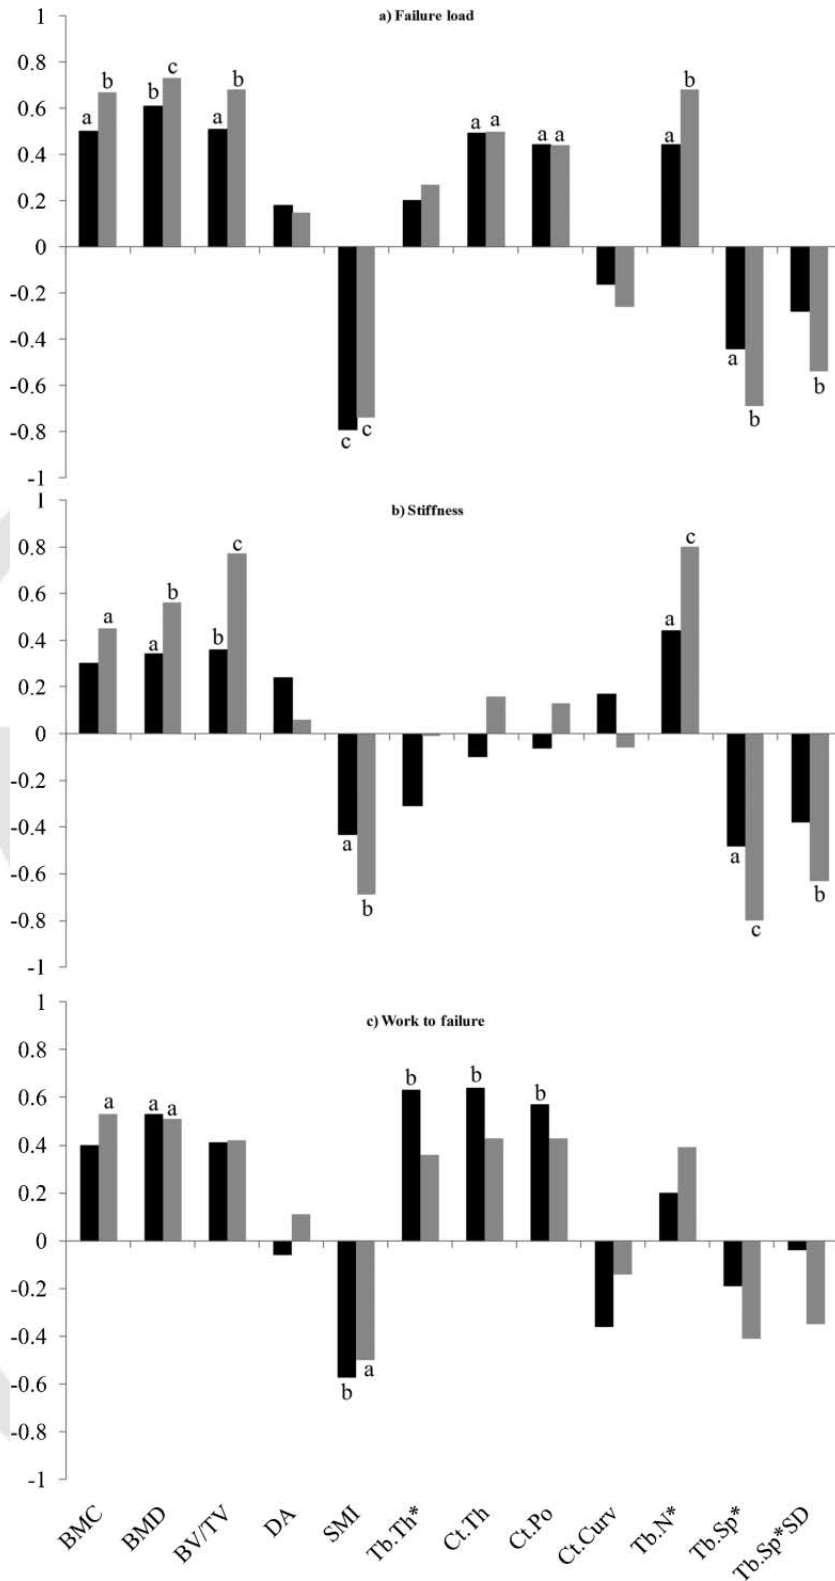 a) Failure load
1
0.8
0.6
0.4
0.2
0
-0.2
-0.4
-0.6
-0.8
-1
a b b c a b c c a a a a a b a b b
b) Stiffness
1
0.8
0.6
0.4
0.2
0
-0.2
-0.4
-0.6
-0.8
-1
a a b b c a b a c a c b
c) Work to failure
1
0.8
0.6
0.4
0.2
0
-0.2
-0.4
-0.6
-0.8
-1
a a a b a b b b
BMC
BMD
BV/TV
DA
SMI
Tb.Th*
Ct.Th
Ct.Po
Ct.Curv
Tb.N*
Tb.Sp*
Tb.Sp*SD